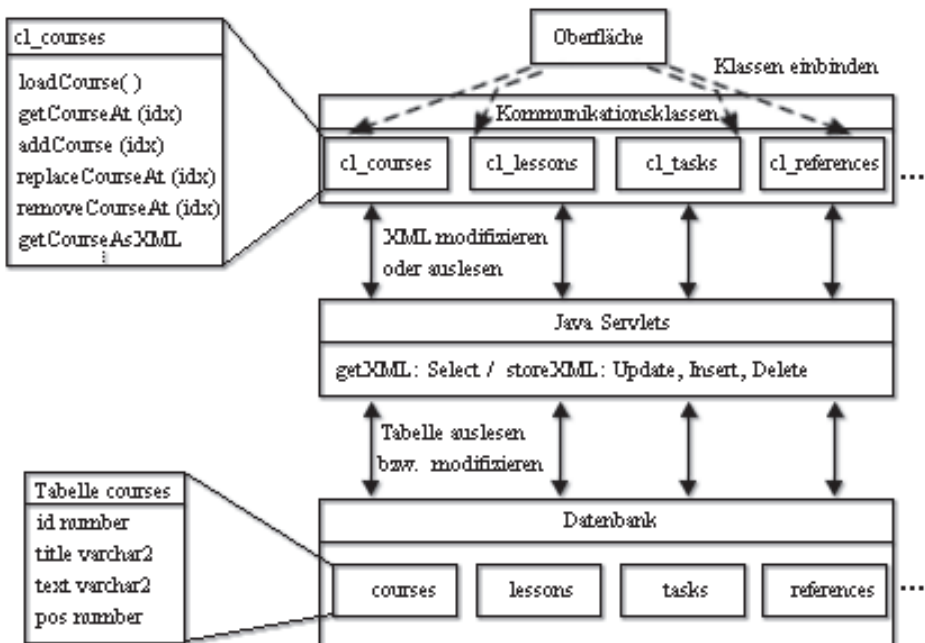 cl_courses
loadCourse( )
getCourseAt (idx)
addCourse (idx)
replaceCourseAt (idx)
removeCourseAt (idx)
getCourseAsXML
Oberfläche
Klassen einbinden
Kommunikationsklassen
cl_courses
cl_lessons
cl_tasks
cl_references
...
XML modifizieren
oder auslesen
Java Servlets
getXML: Select / storeXML: Update, Insert, Delete
Tabelle auslesen
bzw. modifizieren
Tabelle courses
id number
title varchar2
text varchar2
pos number
Datenbank
courses
lessons
tasks
references
...